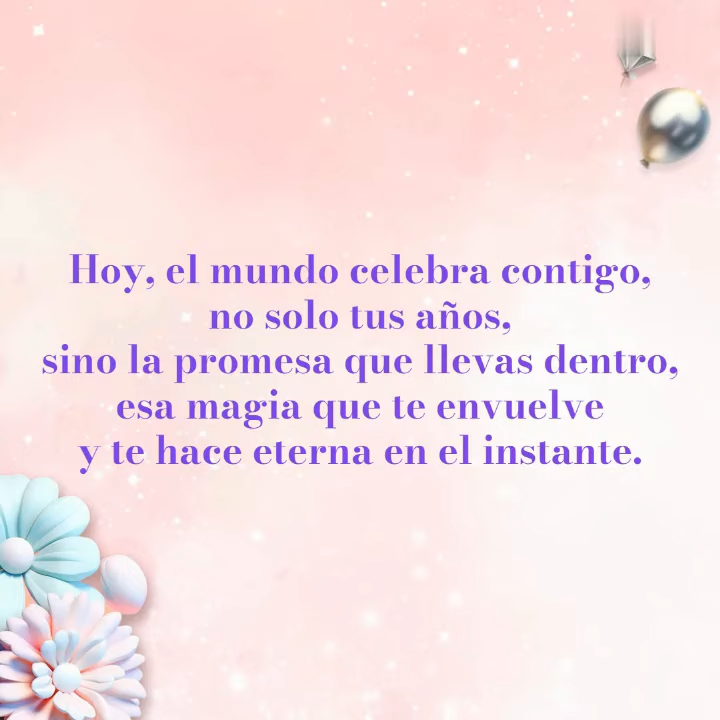 Hoy, el mundo celebra contigo,
no solo tus años,
sino la promesa que llevas dentro,
esa magia que te envuelve
y te hace eterna en el instante.